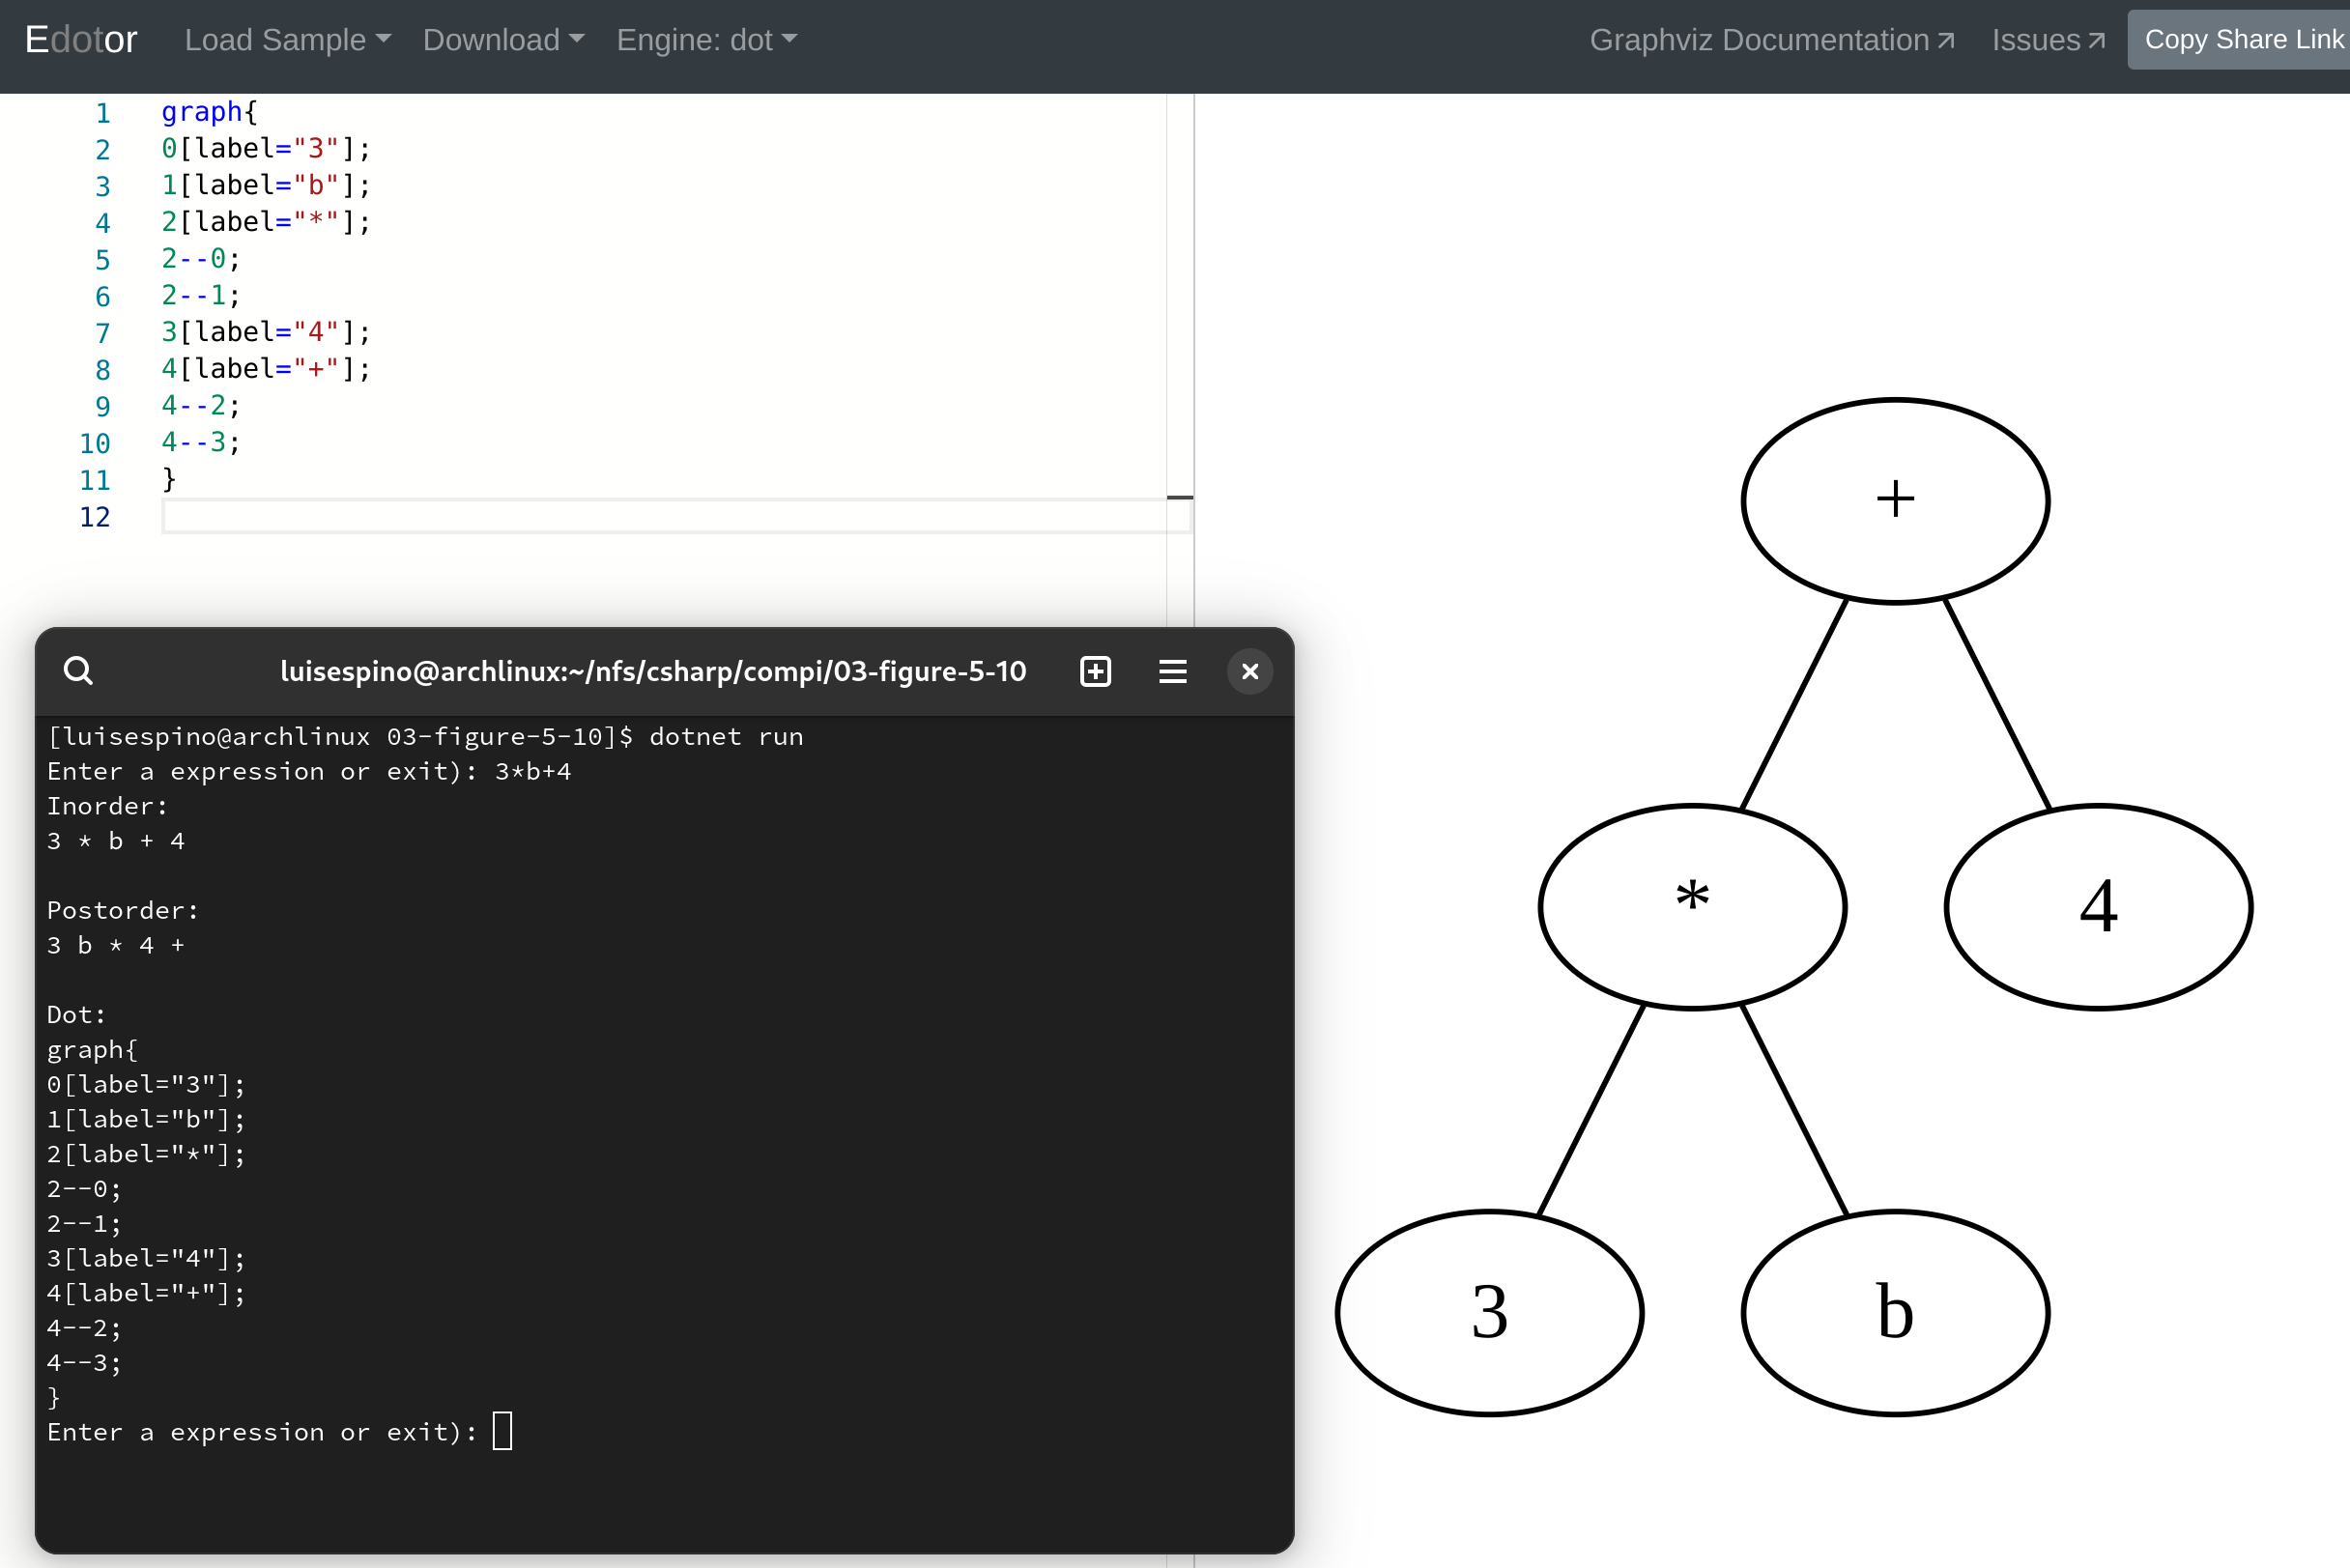 Edotor Load Sample Download Engine: dot Graphviz Documentation Issues Copy Share Link
1 graph{
2 0[label="3"];
3 1[label="b"];
4 2[label="*"];
5 2--0;
6 2--1;
7 3[label="4"];
8 4[label="+"];
9 4--2;
10 4--3;
11 }
12
luisespino@archlinux:~/nfs/csharp/compi/03-figure-5-10
[luisespino@archlinux 03-figure-5-10]$ dotnet run
Enter a expression or exit): 3*b+4
Inorder:
3 * b + 4
Postorder:
3 b * 4 +
Dot:
graph{
0[label="3"];
1[label="b"];
2[label="*"];
2--0;
2--1;
3[label="4"];
4[label="+"];
4--2;
4--3;
}
Enter a expression or exit):
+
* 4
3 b